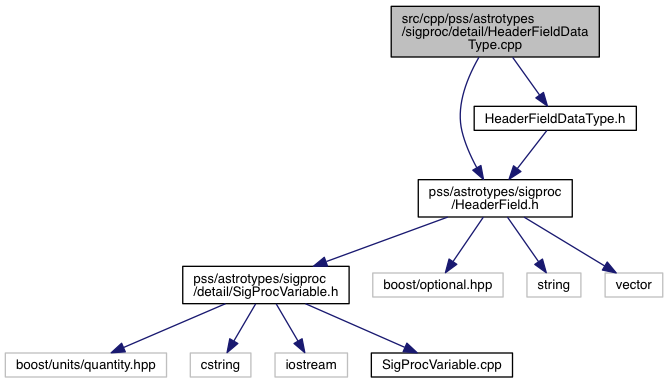 src/cpp/pss/astrotypes
/sigproc/detail/HeaderFieldData
Type.cpp
HeaderFieldDataType.h
pss/astrotypes/sigproc
/HeaderField.h
pss/astrotypes/sigproc
/detail/SigProcVariable.h
boost/optional.hpp
string
vector
boost/units/quantity.hpp
cstring
iostream
SigProcVariable.cpp